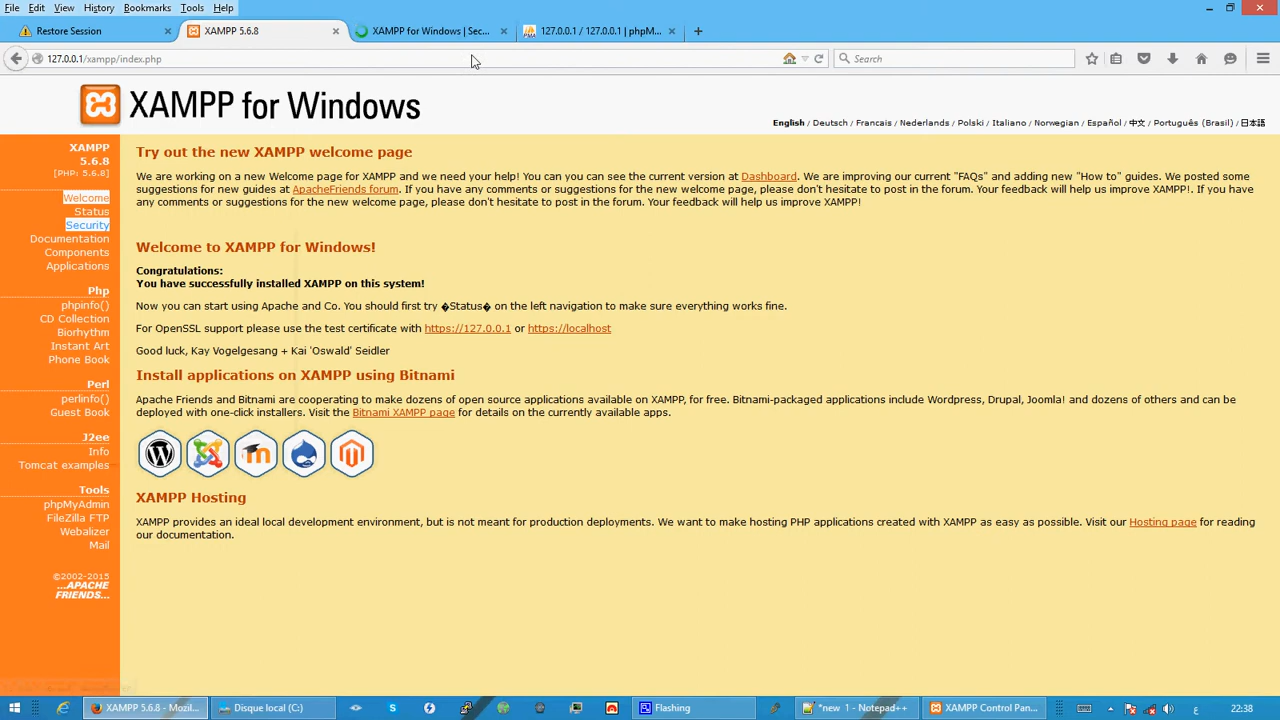 File Edit View History Bookmarks Tools Help
Restore Session
XAMPP 5.6.8
XAMPP for Windows | Sec...
127.0.0.1 / 127.0.0.1 | phpM...
127.0.0.1/xampp/index.php
Search
XAMPP for Windows
English / Deutsch / Francais / Nederlands / Polski / Italiano / Norwegian / Español / 中文 / Português (Brasil) / 日本語
XAMPP
5.6.8
[PHP: 5.6.8]
Welcome
Status
Security
Documentation
Components
Applications
Php
phpinfo()
CD Collection
Biorhythm
Instant Art
Phone Book
Perl
perlinfo()
Guest Book
J2ee
Info
Tomcat examples
Tools
phpMyAdmin
FileZilla FTP
Webalizer
Mail
©2002-2015
...APACHE
FRIENDS...
Try out the new XAMPP welcome page
We are working on a new Welcome page for XAMPP and we need your help! You can you can see the current version at Dashboard. We are improving our current "FAQs" and adding new "How to" guides. We posted some
suggestions for new guides at ApacheFriends forum. If you have any comments or suggestions for the new welcome page, please don't hesitate to post in the forum. Your feedback will help us improve XAMPP!. If you have
any comments or suggestions for the new welcome page, please don't hesitate to post in the forum. Your feedback will help us improve XAMPP!
Welcome to XAMPP for Windows!
Congratulations:
You have successfully installed XAMPP on this system!
Now you can start using Apache and Co. You should first try �Status� on the left navigation to make sure everything works fine.
For OpenSSL support please use the test certificate with https://127.0.0.1 or https://localhost
Good luck, Kay Vogelgesang + Kai 'Oswald' Seidler
Install applications on XAMPP using Bitnami
Apache Friends and Bitnami are cooperating to make dozens of open source applications available on XAMPP, for free. Bitnami-packaged applications include Wordpress, Drupal, Joomla! and dozens of others and can be
deployed with one-click installers. Visit the Bitnami XAMPP page for details on the currently available apps.
XAMPP Hosting
XAMPP provides an ideal local development environment, but is not meant for production deployments. We want to make hosting PHP applications created with XAMPP as easy as possible. Visit our Hosting page for reading
our documentation.
XAMPP 5.6.8 - Mozil...
Disque local (C:)
Flashing
*new 1 - Notepad++
XAMPP Control Pan...
ع
22:38